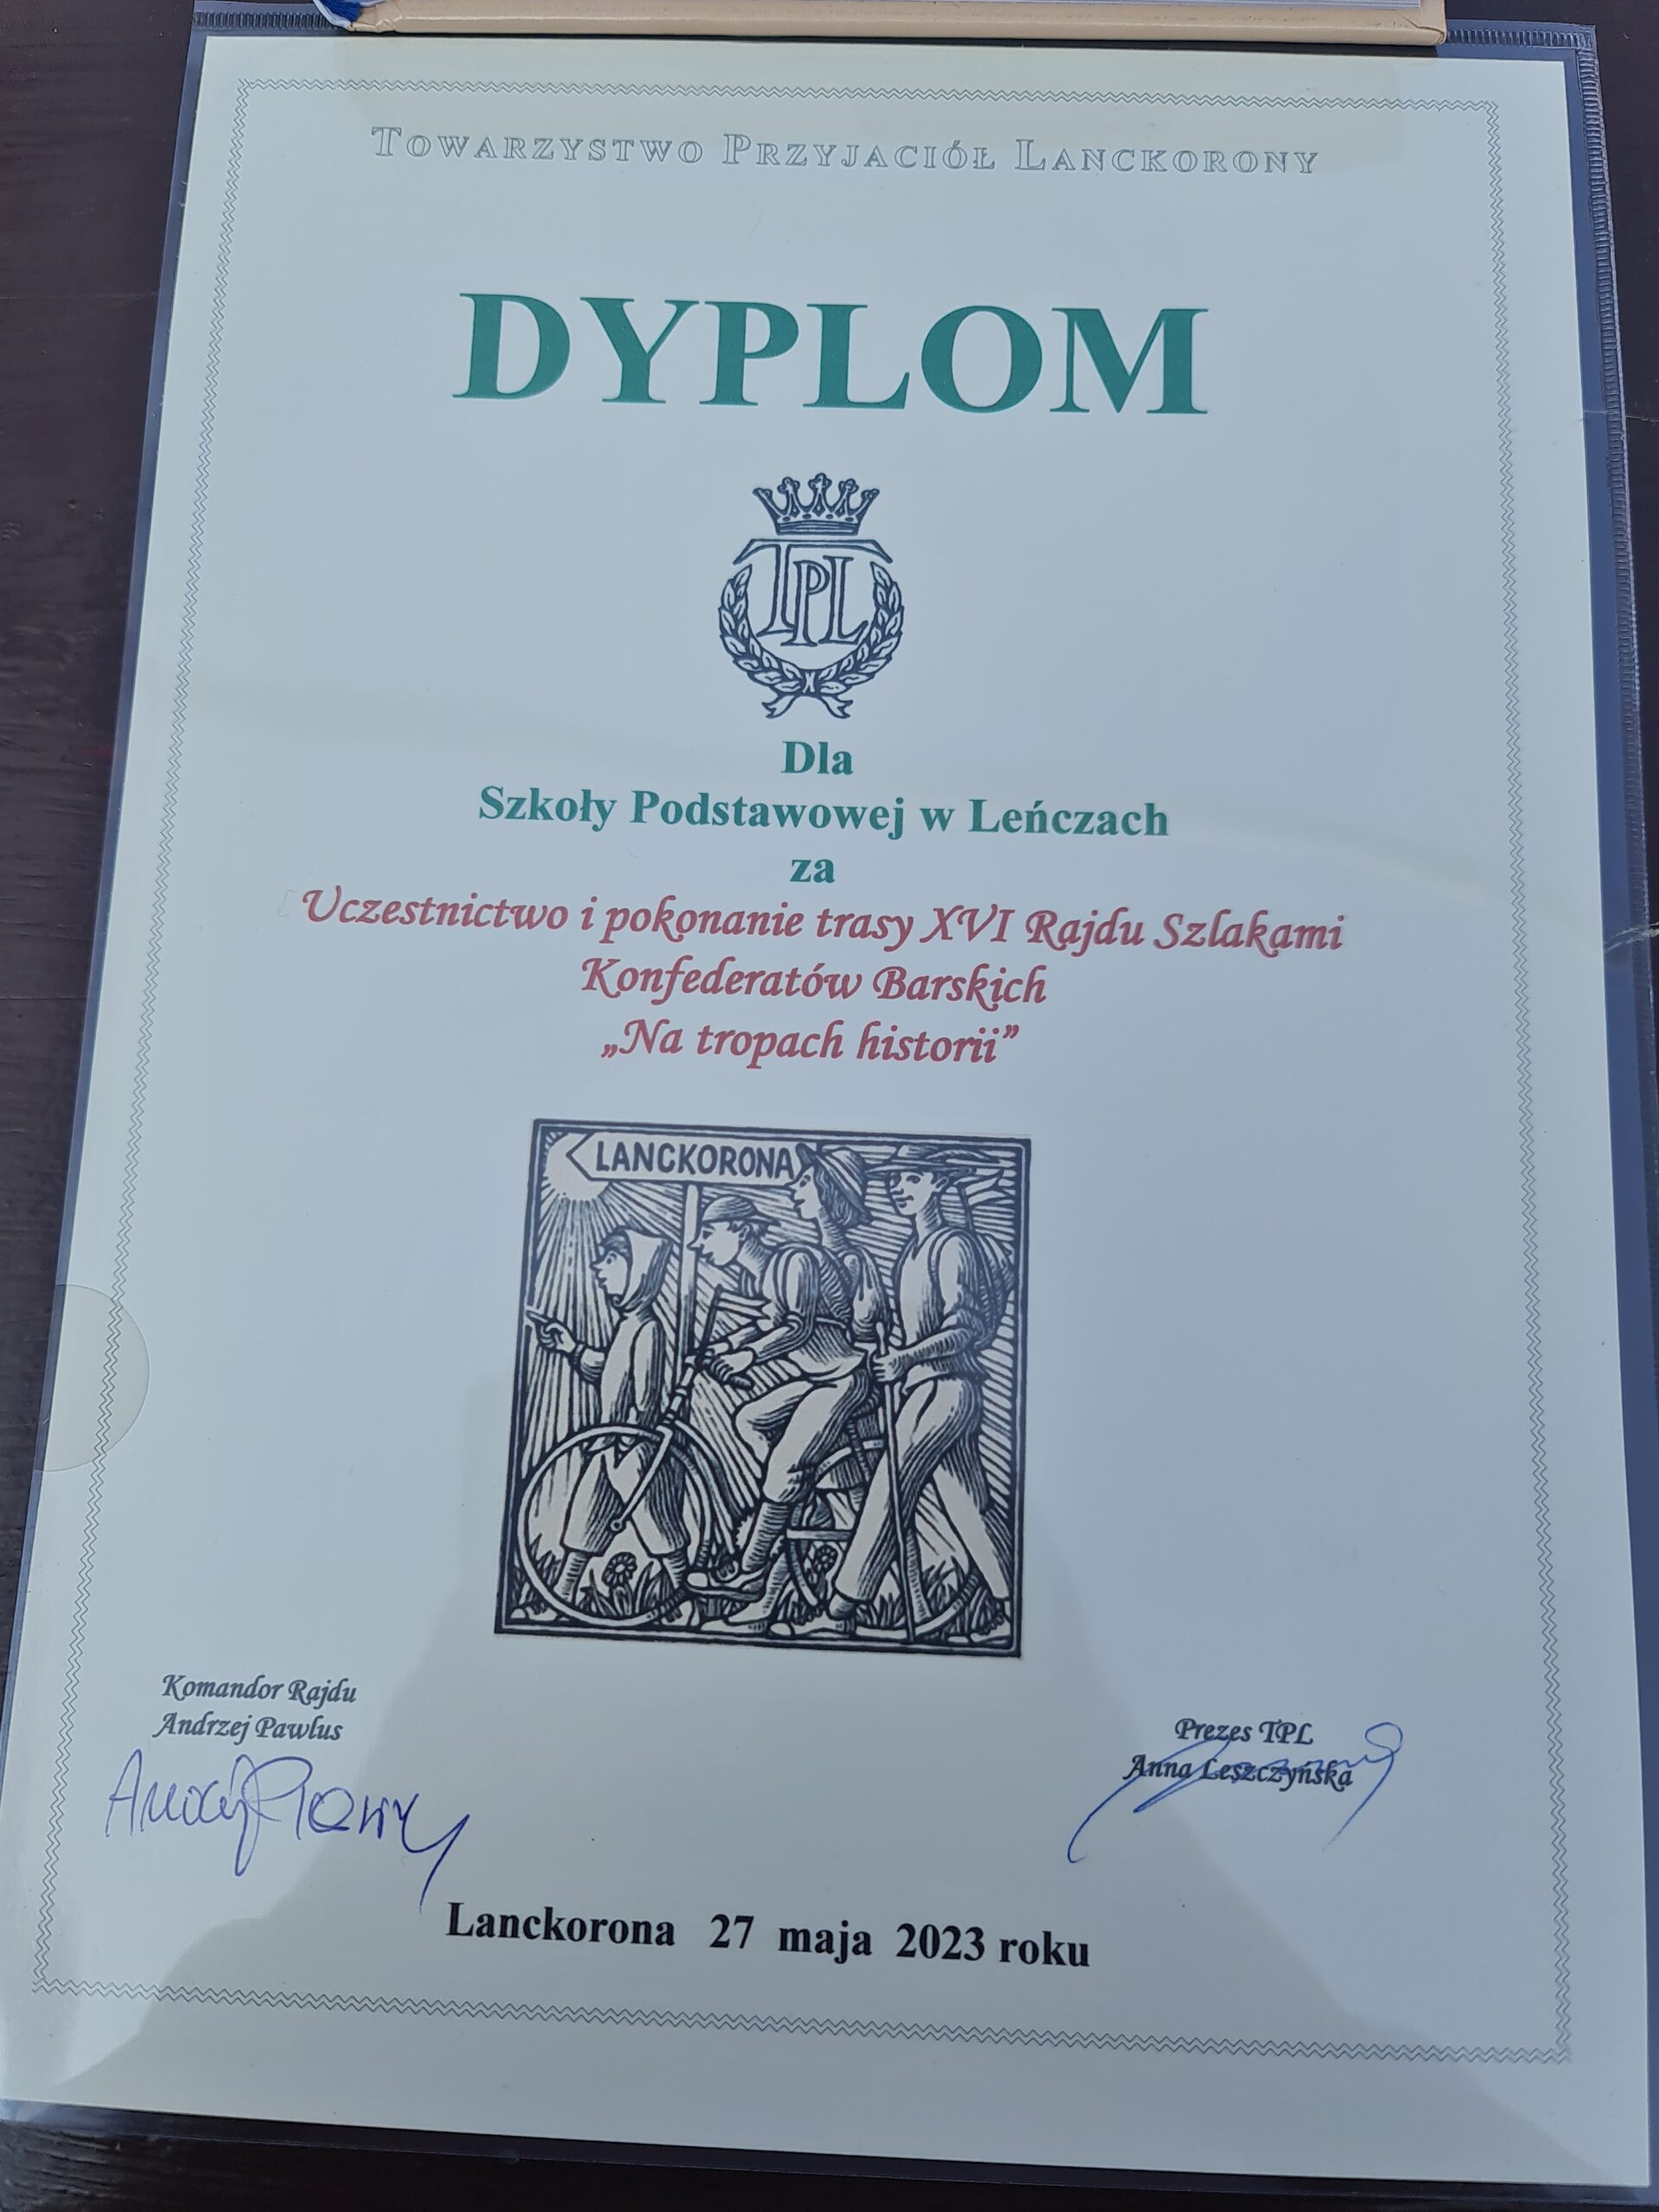 Towarzystwo Przyjaciół Lanckorony
DYPLOM
TPL
Dla
Szkoły Podstawowej w Leńczach
za
Uczestnictwo i pokonanie trasy XVI Rajdu Szlakami
Konfederatów Barskich
„Na tropach historii”
LANCKORONA
Komandor Rajdu
Andrzej Pawlus
Prezes TPL
Anna Leszczyńska
Lanckorona 27 maja 2023 roku